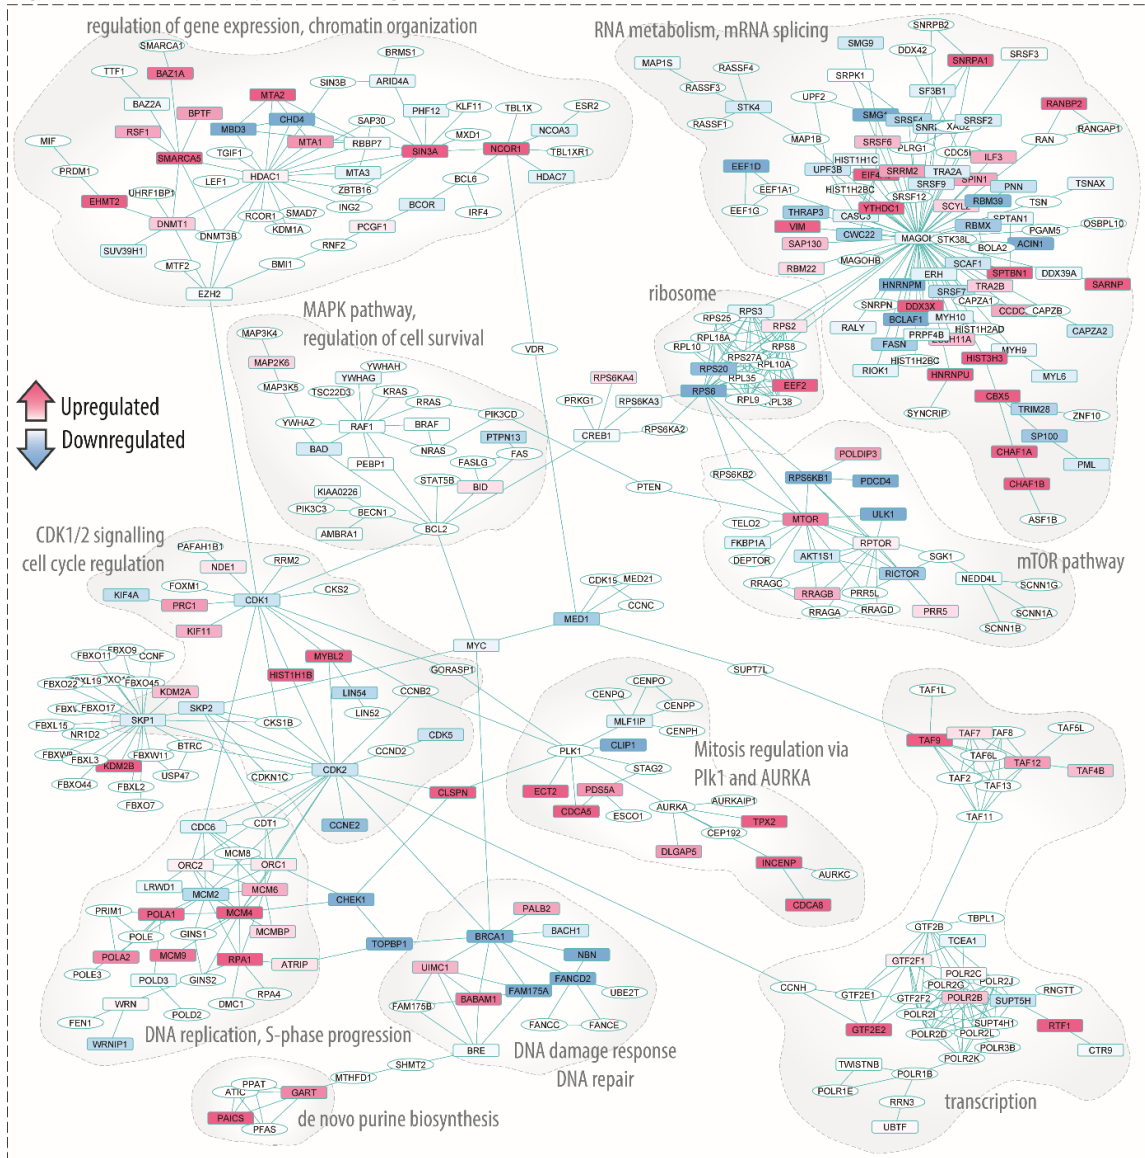 regulation of gene expression, chromatin organization
SMARCA1
BRMS1
TTF1
BAZ1A
SIN3B
ARID4A
BAZ2A
MTA2
KLF11
TBL1X
ESR2
BPTF
CHD4
PHF12
RSF1
MBD3
SAP30
NCOA3
MIF
MTA1
RBBP7
MXD1
SMARCA5
TGIF1
SIN3A
NCOR1
TBL1XR1
PRDM1
HDAC1
MTA3
HDAC7
UHRF1BP1
LEF1
ZBTB16
BCL6
EHMT2
ING2
BCOR
DNMT1
RCOR1
SMAD7
IRF4
KDM1A
PCGF1
SUV39H1
DNMT3B
RNF2
MTF2
BMI1
EZH2
RNA metabolism, mRNA splicing
SNRPB2
MAP1S
SMG9
DDX42
SRSF3
RASSF4
SRPK1
SNRPA1
RASSF3
SF3B1
RANBP2
STK4
UPF2
SMG1
SRSF4
SRSF2
RAN
RASSF1
MAP1B
PLRG1
RANGAP1
SRSF6
CDC5L
EEF1D
HIST1H1C
SRRM2
ILF3
UPF3B
TRA2A
EEF1A1
HIST1H2BC
SRSF9
SPIN1
PNN
TSNAX
EEF1G
SRSF12
RBM39
THRAP3
CASC3
YTHDC1
TSN
VIM
CWC22
RBMX
SPTAN1
PGAM5
OSBPL10
SAP130
STK38L
ACIN1
MAGOHB
BOLA2
RBM22
ERH
SCAF1
DDX39A
SPTBN1
HNRNPM
TRA2B
SARNP
SNRPN
SRSF7
DDX3X
CAPZA1
RALY
BCLAF1
MYH10
CAPZB
PRPF4B
HIST1H2AD
CAPZA2
FASN
MYH9
RIOK1
HIST1H2BC
HIST3H3
HNRNPU
MYL6
CBX5
SYNCRIP
TRIM28
ZNF10
SP100
CHAF1A
PML
CHAF1B
ASF1B
ribosome
RPS3
RPS25
RPS2
RPL18A
RPL10
RPS8
RPS27A
RPS20
RPL10A
RPL35
EEF2
RPS6
RPL9
RPL38
MAPK pathway,
regulation of cell survival
MAP3K4
MAP2K6
YWHAH
YWHAG
MAP3K5
TSC22D3
KRAS
RRAS
YWHAZ
RAF1
BRAF
PIK3CD
BAD
NRAS
PTPN13
PEBP1
FAS
FASLG
KIAA0226
STAT5B
BID
PIK3C3
BECN1
AMBRA1
BCL2
VDR
RPS6KA4
PRKG1
RPS6KA3
CREB1
RPS6KA2
Upregulated
Downregulated
RPS6KB2
PTEN
POLDIP3
RPS6KB1
PDCD4
ULK1
MTOR
TELO2
FKBP1A
RPTOR
SGK1
DEPTOR
AKT1S1
RICTOR
NEDD4L
SCNN1G
mTOR pathway
RRAGC
RRAGB
PRR5L
RRAGA
RRAGD
PRR5
SCNN1A
SCNN1B
CDK1/2 signalling
cell cycle regulation
PAFAH1B1
NDE1
RRM2
FOXM1
KIF4A
CDK1
CKS2
PRC1
KIF11
MYC
MYBL2
GORASP1
HIST1H1B
CCNB2
LIN54
LIN52
FBXO9
FBXO11
CCNF
FBXO22
FBXO45
KDM2A
FBXO17
SKP2
FBXL15
SKP1
CKS1B
NR1D2
CCND2
CDK5
BTRC
FBXL3
FBXW11
CDK2
KDM2B
USP47
CDKN1C
FBXO44
FBXL2
FBXO7
CLSPN
CCNE2
CDK19
MED21
MED1
CCNC
SUPT7L
CENPO
CENPQ
CENPP
MLF1IP
CENPH
Mitosis regulation via
Plk1 and AURKA
PLK1
CLIP1
STAG2
ECT2
PDS5A
AURKAIP1
CDCA5
ESCO1
AURKA
TPX2
CEP192
DLGAP5
INCENP
AURKC
CDCA8
TAF1L
TAF9
TAF7
TAF8
TAF5L
TAF6L
TAF12
TAF2
TAF4B
TAF13
TAF11
CDC6
CDT1
MCM8
ORC2
ORC1
LRWD1
MCM2
MCM6
CHEK1
PRIM1
POLA1
MCM4
POLE
GINS1
MCMBP
TOPBP1
POLA2
MCM9
RPA1
ATRIP
POLE3
GINS2
POLD3
RPA4
WRN
DMC1
POLD2
FEN1
WRNIP1
DNA replication, S-phase progression
PALB2
BRCA1
BACH1
NBN
UIMC1
FANCD2
BABAM1
FAM175A
UBE2T
FAM175B
FANCC
FANCE
BRE
DNA damage response
DNA repair
SHMT2
MTHFD1
PPAT
ATIC
GART
PAICS
PFAS
de novo purine biosynthesis
GTF2B
TBPL1
TCEA1
GTF2F1
POLR2C
CCNH
POLR2G
POLR2J
GTF2E1
GTF2F2
POLR2B
SUPT5H
RNGTT
POLR2I
GTF2E2
SUPT4H1
RTF1
POLR2D
POLR2L
POLR3B
CTR9
POLR2K
TWISTNB
POLR1B
POLR1E
RRN3
transcription
UBTF